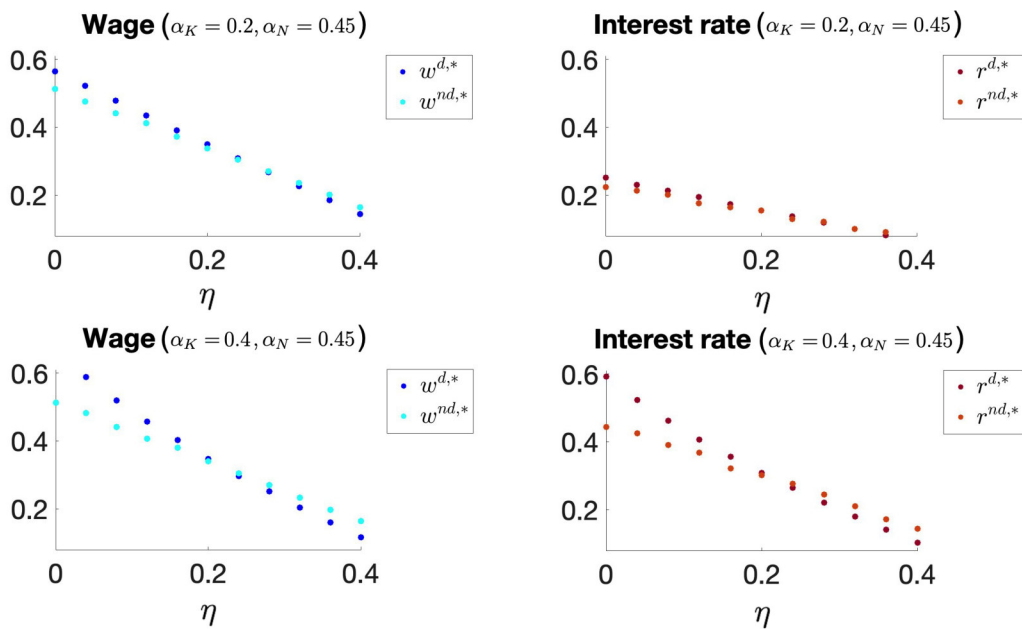 Wage (α_K = 0.2, α_N = 0.45)
0.6
0.4
0.2
0 0.2 0.4
η
w^{d,*}
w^{nd,*}
Interest rate (α_K = 0.2, α_N = 0.45)
0.6
0.4
0.2
0 0.2 0.4
η
r^{d,*}
r^{nd,*}
Wage (α_K = 0.4, α_N = 0.45)
0.6
0.4
0.2
0 0.2 0.4
η
w^{d,*}
w^{nd,*}
Interest rate (α_K = 0.4, α_N = 0.45)
0.6
0.4
0.2
0 0.2 0.4
η
r^{d,*}
r^{nd,*}